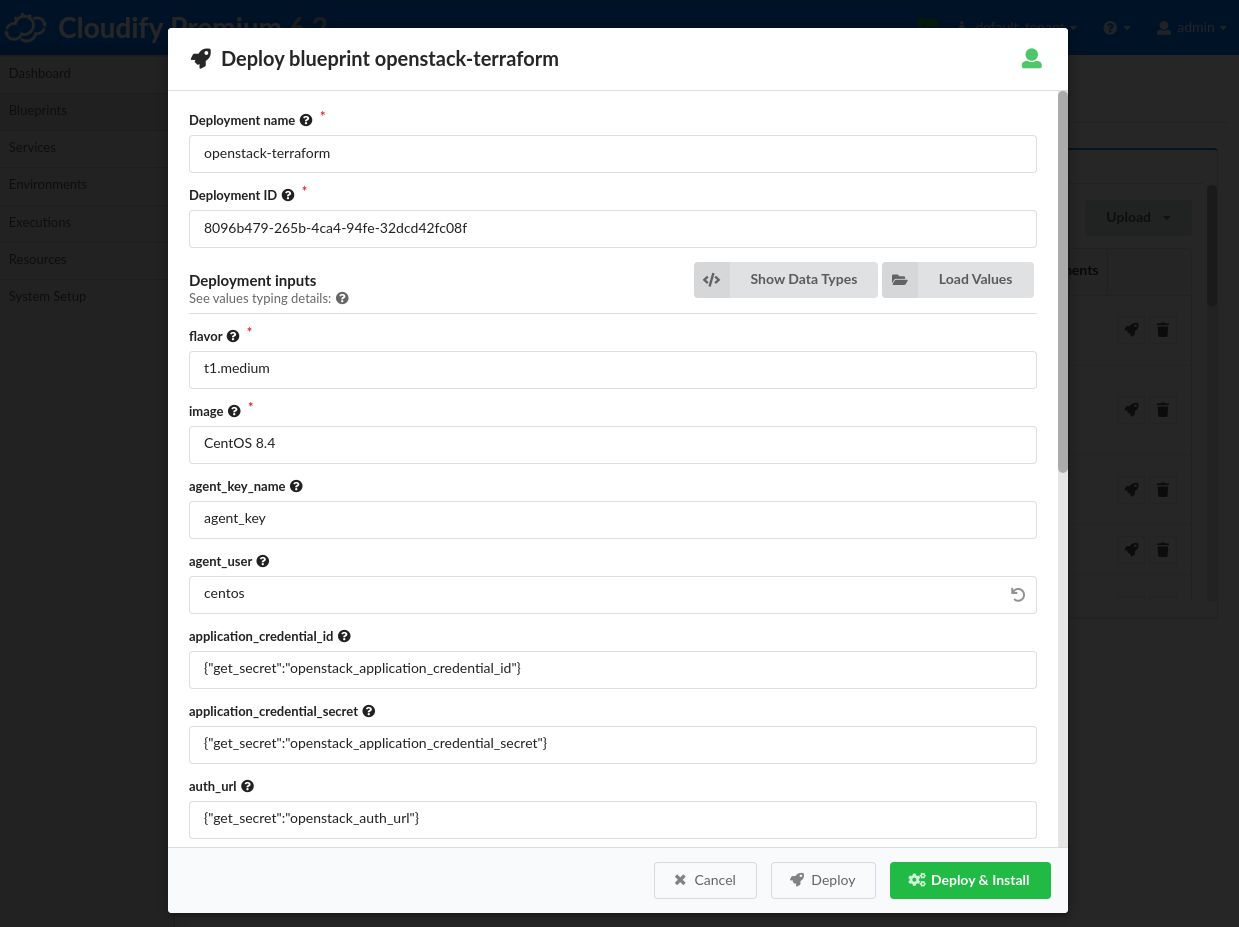 Cloudify Premium 6.2
default_tenant
admin
Dashboard
Blueprints
Services
Environments
Executions
Resources
System Setup
Upload
Deploy blueprint openstack-terraform
Deployment name *
openstack-terraform
Deployment ID *
8096b479-265b-4ca4-94fe-32dcd42fc08f
Deployment inputs
See values typing details:
Show Data Types
Load Values
flavor *
t1.medium
image *
CentOS 8.4
agent_key_name
agent_key
agent_user
centos
application_credential_id
{"get_secret":"openstack_application_credential_id"}
application_credential_secret
{"get_secret":"openstack_application_credential_secret"}
auth_url
{"get_secret":"openstack_auth_url"}
Cancel
Deploy
Deploy & Install